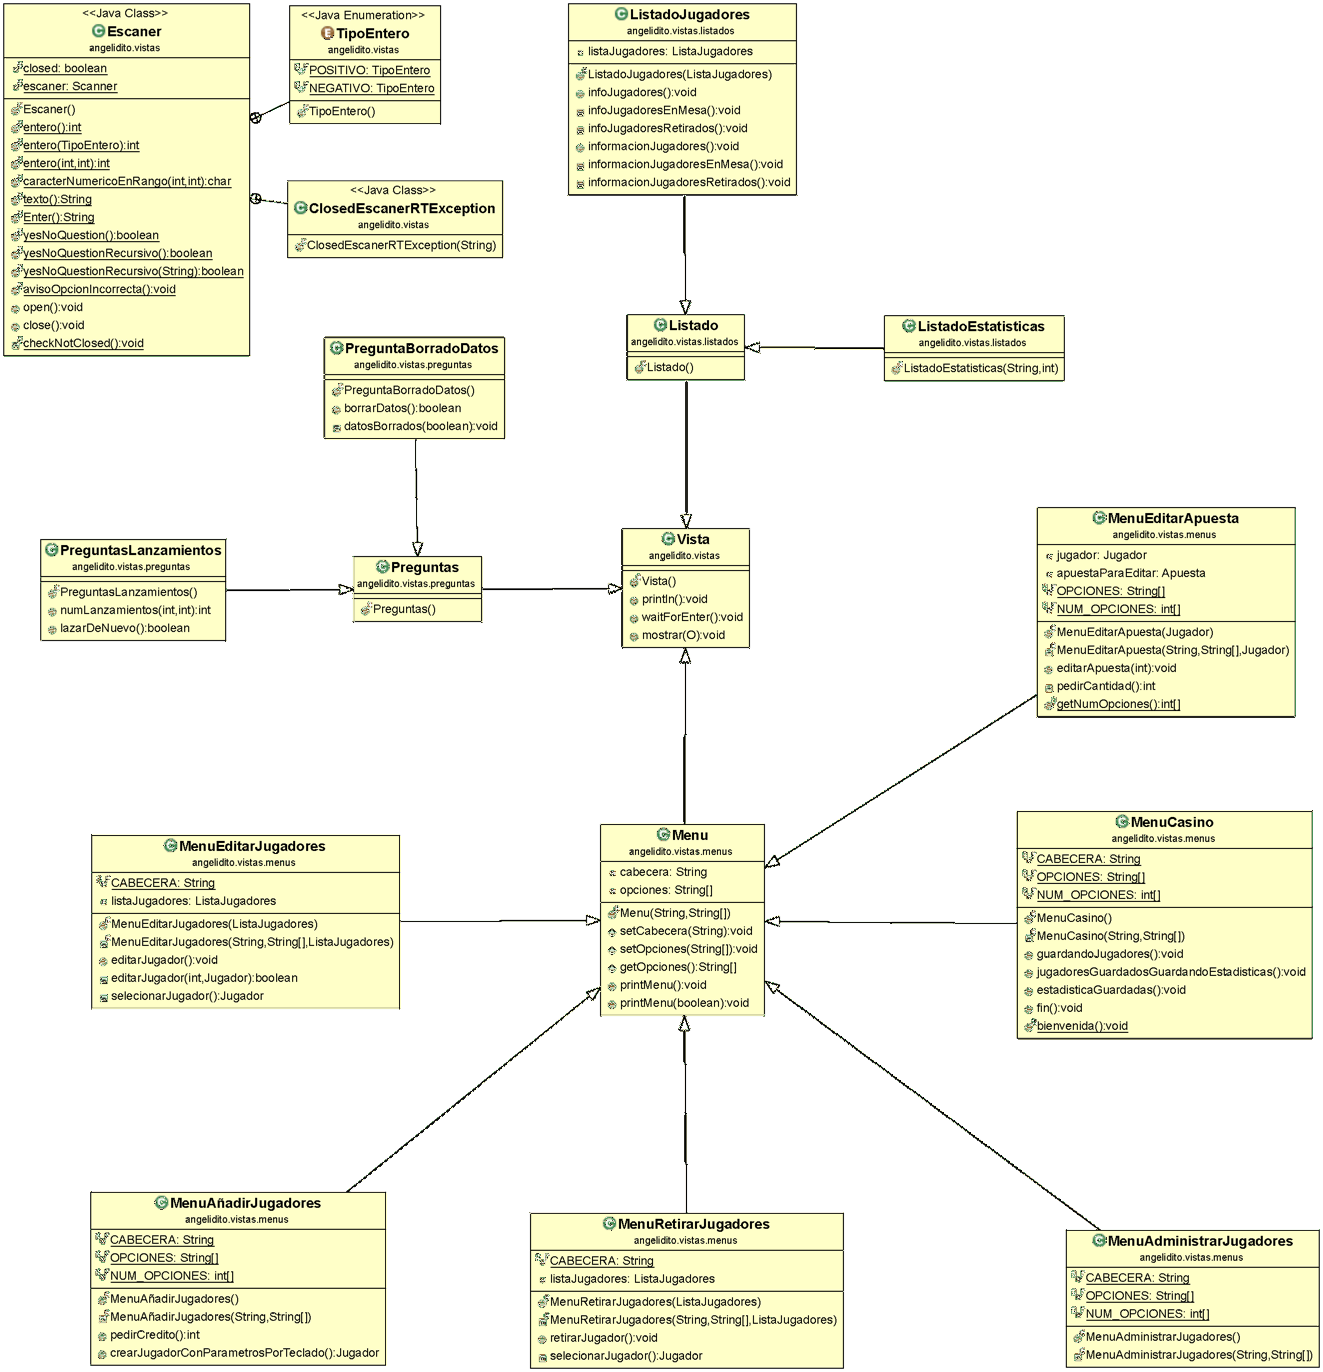 <<Java Class>>
Escaner
angelidito.vistas
closed: boolean
escaner: Scanner
Escaner()
entero():int
entero(TipoEntero):int
entero(int,int):int
caracterNumericoEnRango(int,int):char
texto():String
Enter():String
yesNoQuestion():boolean
yesNoQuestionRecursivo():boolean
yesNoQuestionRecursivo(String):boolean
avisoOpcionIncorrecta():void
open():void
close():void
checkNotClosed():void
<<Java Enumeration>>
TipoEntero
angelidito.vistas
POSITIVO: TipoEntero
NEGATIVO: TipoEntero
TipoEntero()
<<Java Class>>
ClosedEscanerRTException
angelidito.vistas
ClosedEscanerRTException(String)
ListadoJugadores
angelidito.vistas.listados
listaJugadores: ListaJugadores
ListadoJugadores(ListaJugadores)
infoJugadores():void
infoJugadoresEnMesa():void
infoJugadoresRetirados():void
informacionJugadores():void
informacionJugadoresEnMesa():void
informacionJugadoresRetirados():void
Listado
angelidito.vistas.listados
Listado()
ListadoEstatisticas
angelidito.vistas.listados
ListadoEstatisticas(String,int)
PreguntaBorradoDatos
angelidito.vistas.preguntas
PreguntaBorradoDatos()
borrarDatos():boolean
datosBorrados(boolean):void
PreguntasLanzamientos
angelidito.vistas.preguntas
PreguntasLanzamientos()
numLanzamientos(int,int):int
lazarDeNuevo():boolean
Preguntas
angelidito.vistas.preguntas
Preguntas()
Vista
angelidito.vistas
Vista()
println():void
waitForEnter():void
mostrar(O):void
MenuEditarApuesta
angelidito.vistas.menus
jugador: Jugador
apuestaParaEditar: Apuesta
OPCIONES: String[]
NUM_OPCIONES: int[]
MenuEditarApuesta(Jugador)
MenuEditarApuesta(String,String[],Jugador)
editarApuesta(int):void
pedirCantidad():int
getNumOpciones():int[]
MenuEditarJugadores
angelidito.vistas.menus
CABECERA: String
listaJugadores: ListaJugadores
MenuEditarJugadores(ListaJugadores)
MenuEditarJugadores(String,String[],ListaJugadores)
editarJugador():void
editarJugador(int,Jugador):boolean
selecionarJugador():Jugador
Menu
angelidito.vistas.menus
cabecera: String
opciones: String[]
Menu(String,String[])
setCabecera(String):void
setOpciones(String[]):void
getOpciones():String[]
printMenu():void
printMenu(boolean):void
MenuCasino
angelidito.vistas.menus
CABECERA: String
OPCIONES: String[]
NUM_OPCIONES: int[]
MenuCasino()
MenuCasino(String,String[])
guardandoJugadores():void
jugadoresGuardadosGuardandoEstadisticas():void
estadisticaGuardadas():void
fin():void
bienvenida():void
MenuAñadirJugadores
angelidito.vistas.menus
CABECERA: String
OPCIONES: String[]
NUM_OPCIONES: int[]
MenuAñadirJugadores()
MenuAñadirJugadores(String,String[])
pedirCredito():int
crearJugadorConParametrosPorTeclado():Jugador
MenuRetirarJugadores
angelidito.vistas.menus
CABECERA: String
listaJugadores: ListaJugadores
MenuRetirarJugadores(ListaJugadores)
MenuRetirarJugadores(String,String[],ListaJugadores)
retirarJugador():void
selecionarJugador():Jugador
MenuAdministrarJugadores
angelidito.vistas.menus
CABECERA: String
OPCIONES: String[]
NUM_OPCIONES: int[]
MenuAdministrarJugadores()
MenuAdministrarJugadores(String,String[])